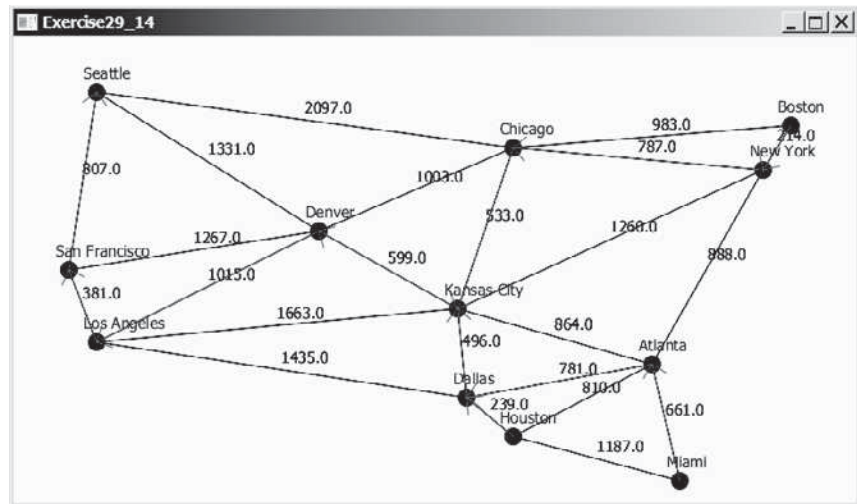 Exercise29_14
Seattle
2097.0
Chicago
983.0
Boston
214.0
787.0
New York
1331.0
807.0
1003.0
Denver
533.0
1260.0
1267.0
San Francisco
599.0
888.0
1015.0
381.0
Kansas City
1663.0
Los Angeles
864.0
496.0
Atlanta
1435.0
781.0
Dallas
810.0
239.0
Houston
661.0
1187.0
Miami